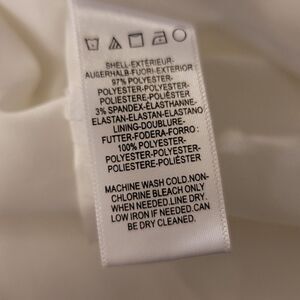 SHELL-EXTÉRIEUR-
AUßERHALB-FUORI-EXTERIOR :
97% POLYESTER-
POLYESTER-POLYESTER-
POLIESTERE-POLIÉSTER
3% SPANDEX-ÉLASTHANNE-
ELASTAN-ELASTAN-ELASTANO
LINING-DOUBLURE-
FUTTER-FODERA-FORRO :
100% POLYESTER-
POLYESTER-POLYESTER-
POLIESTERE-POLIÉSTER
MACHINE WASH COLD.NON-
CHLORINE BLEACH ONLY
WHEN NEEDED.LINE DRY.
LOW IRON IF NEEDED.CAN
BE DRY CLEANED.